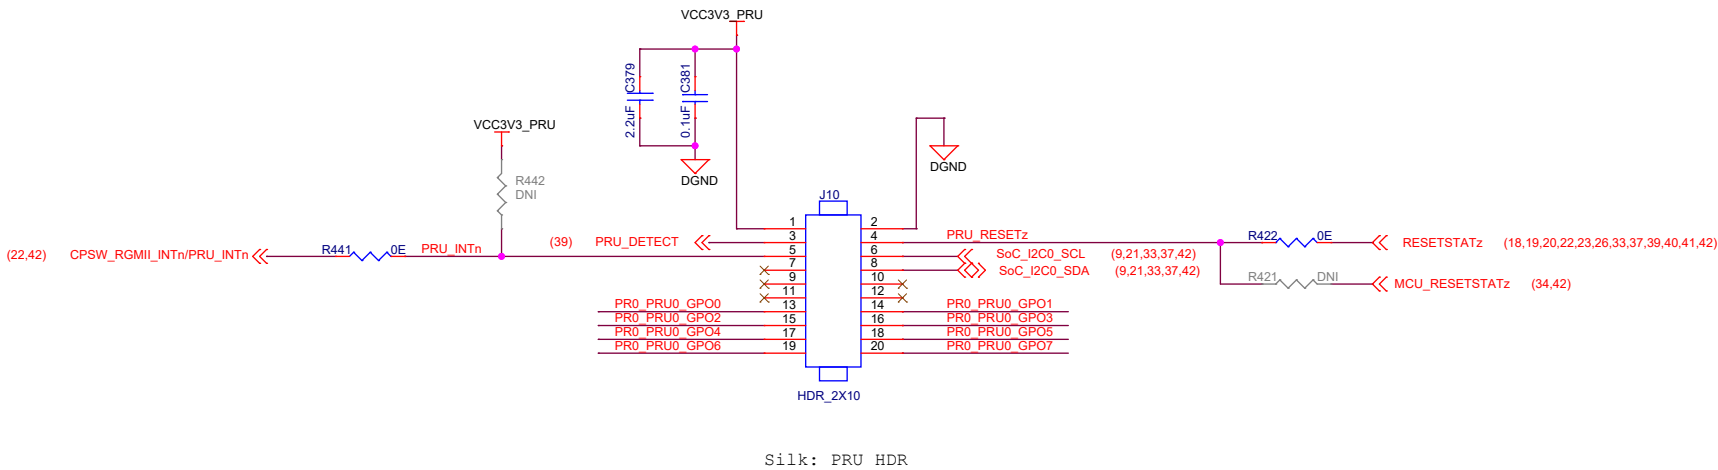 VCC3V3_PRU
C379
2.2uF
C381
0.1uF
DGND
VCC3V3_PRU
R442
DNI
DGND
J10
1 2
3 4
5 6
7 8
9 10
11 12
13 14
15 16
17 18
19 20
HDR_2X10
(22,42) CPSW_RGMII_INTn/PRU_INTn
R441 0E
PRU_INTn
(39) PRU_DETECT
PRU_RESETz
SoC_I2C0_SCL (9,21,33,37,42)
SoC_I2C0_SDA (9,21,33,37,42)
R422 0E
RESETSTATz (18,19,20,22,23,26,33,37,39,40,41,42)
R421 DNI
MCU_RESETSTATz (34,42)
PR0_PRU0_GPO0
PR0_PRU0_GPO2
PR0_PRU0_GPO4
PR0_PRU0_GPO6
PR0_PRU0_GPO1
PR0_PRU0_GPO3
PR0_PRU0_GPO5
PR0_PRU0_GPO7
Silk: PRU HDR